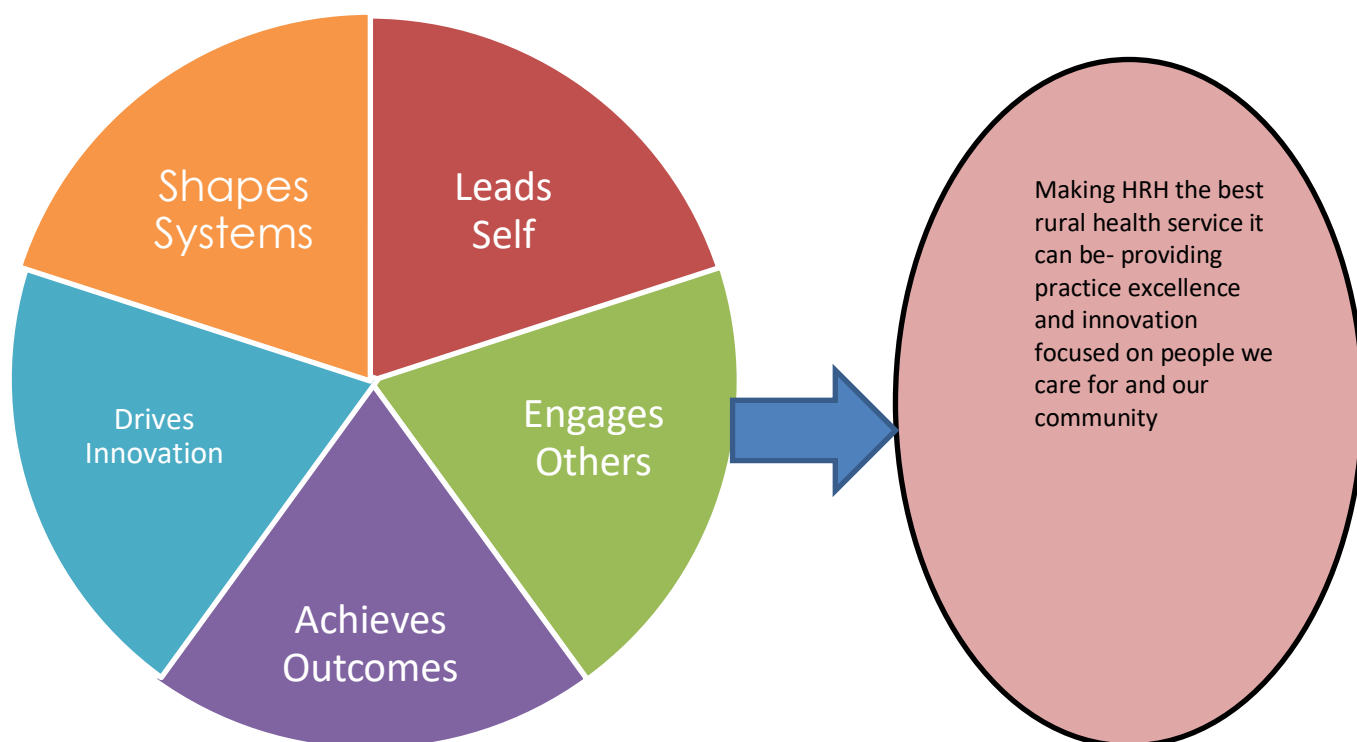 Shapes
Systems
Leads
Self
Engages
Others
Achieves
Outcomes
Drives
Innovation
Making HRH the best
rural health service it
can be- providing
practice excellence
and innovation
focused on people we
care for and our
community